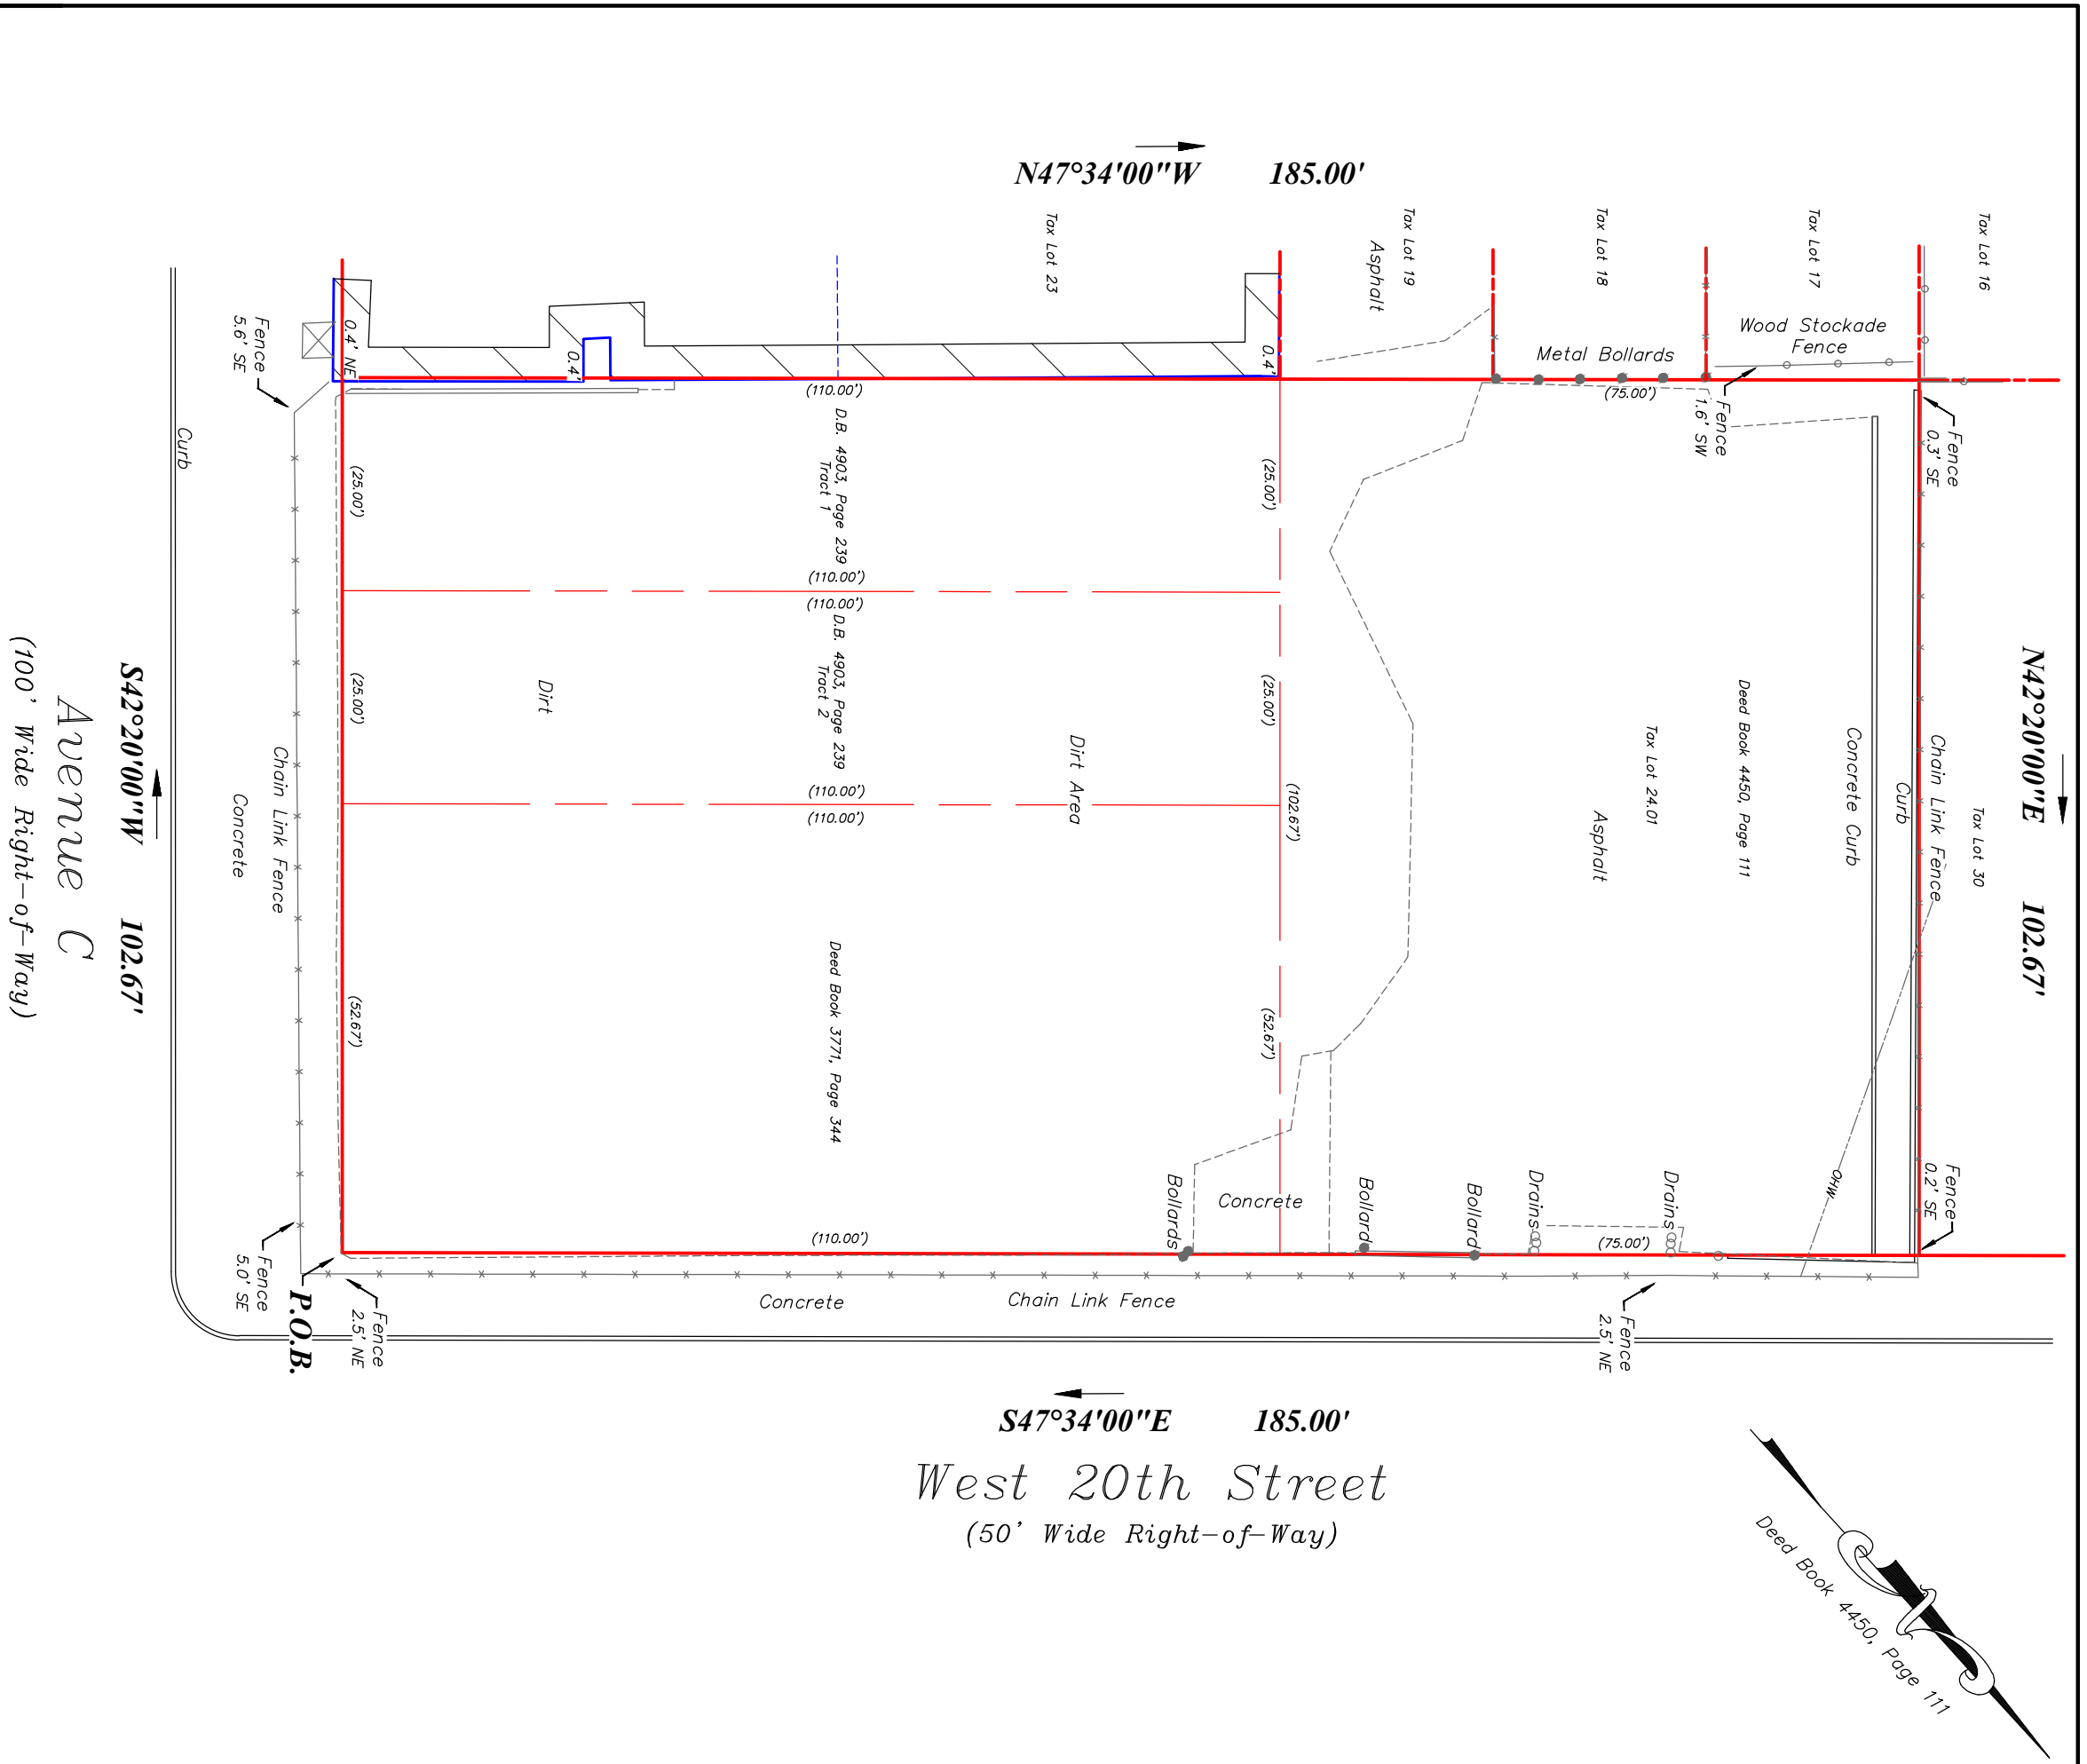 N47°34'00"W 185.00'
Tax Lot 23
Tax Lot 19
Asphalt
Tax Lot 18
Tax Lot 17
Tax Lot 16
Wood Stockade
Fence
Metal Bollards
Fence
5.6' SE
0.4' NE
0.4'
0.4'
(110.00')
(75.00')
Fence
1.6' SW
Fence
0.3' SE
Curb
(25.00')
D.B. 4903, Page 239
Tract 1
(25.00')
(110.00')
(110.00')
(25.00')
Dirt
D.B. 4903, Page 239
Tract 2
(25.00')
Dirt Area
(110.00')
(110.00')
(102.67')
Deed Book 4450, Page 111
Tax Lot 24.01
Asphalt
Concrete Curb
Curb
Chain Link Fence
Tax Lot 30
N42°20'00"E 102.67'
S42°20'00"W 102.67'
Avenue C
(100' Wide Right-of-Way)
Chain Link Fence
Concrete
(52.67')
Deed Book 3771, Page 344
(52.67')
Bollards
Concrete
Bollard
Bollard
Drains
Drains
OHW
Fence
0.2' SE
(110.00')
(75.00')
Fence
5.0' SE
P.O.B.
Fence
2.5' NE
Concrete
Chain Link Fence
Fence
2.5' NE
S47°34'00"E 185.00'
West 20th Street
(50' Wide Right-of-Way)
Deed Book 4450, Page 111